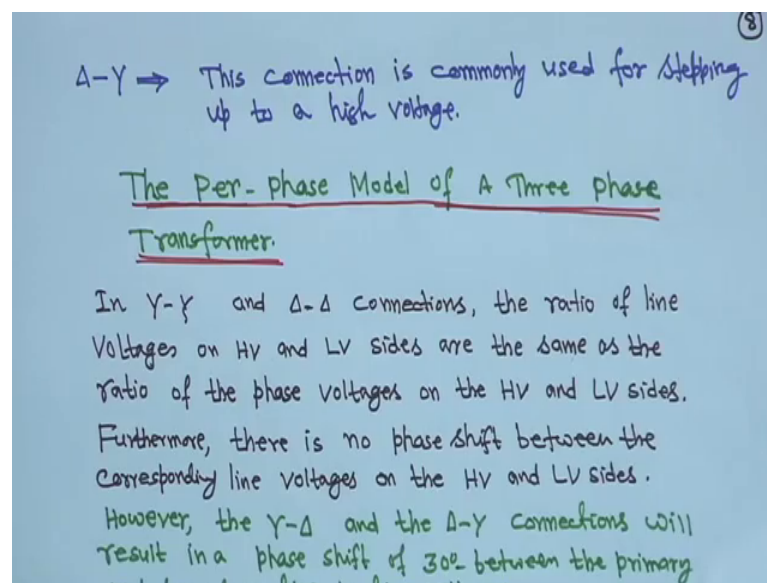 8
Δ-Y → This connection is commonly used for stepping
up to a high voltage.
The Per-phase Model of A Three phase
Transformer.
In Y-Y and Δ-Δ connections, the ratio of line
Voltages on HV and LV sides are the same as the
ratio of the phase voltages on the HV and LV sides.
Furthermore, there is no phase shift between the
corresponding line voltages on the HV and LV sides.
However, the Y-Δ and the Δ-Y connections will
result in a phase shift of 30° between the primary